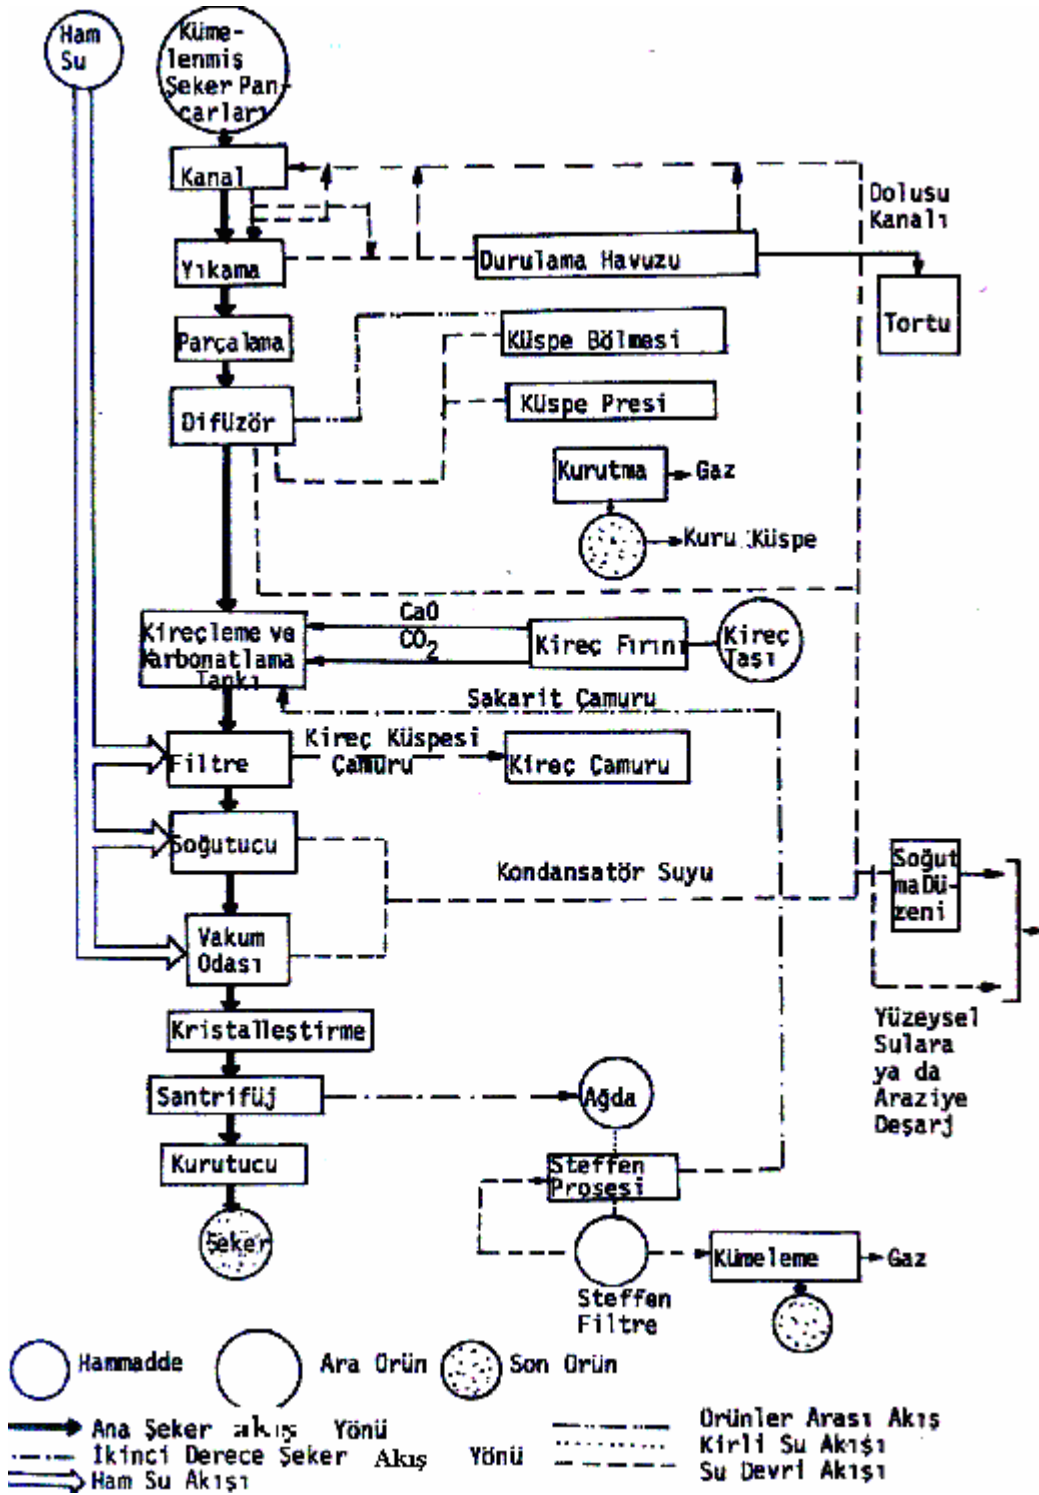 Ham
Su
Küme-
lenmiş
Şeker Pan-
carları
Kanal
Dolusu
Kanalı
Yıkama
Durulama Havuzu
Tortu
Parçalama
Küspe Bölmesi
Difüzör
Küspe Presi
Kurutma
Gaz
Kuru Küspe
Kireçleme ve
Karbonatlama
Tankı
CaO
CO2
Kireç Fırını
Kireç
Taşı
Sakarit Çamuru
Filtre
Kireç Küspesi
Çamuru
Kireç Çamuru
Soğutucu
Kondansatör Suyu
Soğut
maDü-
zeni
Vakum
Odası
Yüzeysel
Sulara
ya da
Araziye
Deşarj
Kristalleştirme
Santrifüj
Ağda
Kurutucu
Steffen
Prosesi
Şeker
Steffen
Filtre
Kümeleme
Gaz
Hammadde
Ara Ürün
Son Ürün
Ana Şeker akış Yönü
İkinci Derece Şeker Akış Yönü
Ham Su Akışı
Ürünler Arası Akış
Kirli Su Akışı
Su Devri Akışı